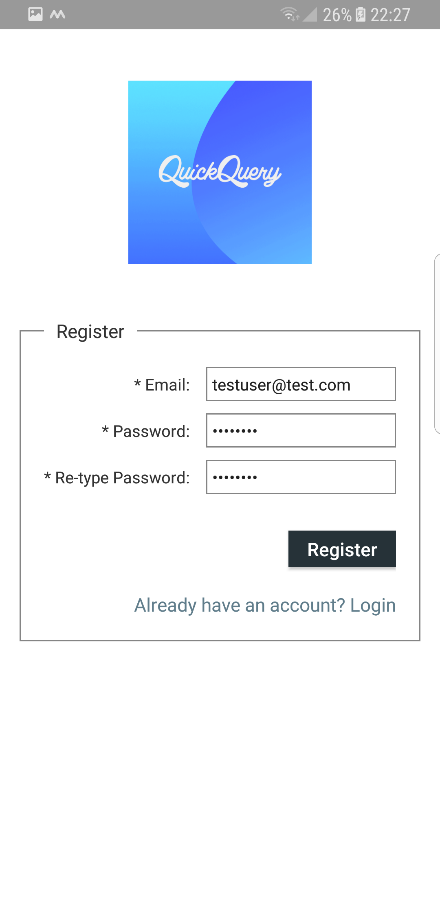 26% 22:27
QuickQuery
Register
* Email: testuser@test.com
* Password: ••••••••
* Re-type Password: ••••••••
Register
Already have an account? Login